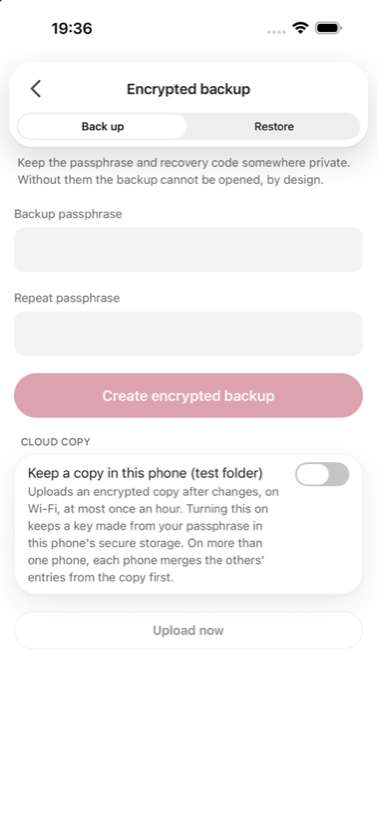 19:36
Encrypted backup
Back up
Restore
Keep the passphrase and recovery code somewhere private.
Without them the backup cannot be opened, by design.
Backup passphrase
Repeat passphrase
Create encrypted backup
CLOUD COPY
Keep a copy in this phone (test folder)
Uploads an encrypted copy after changes, on
Wi-Fi, at most once an hour. Turning this on
keeps a key made from your passphrase in
this phone's secure storage. On more than
one phone, each phone merges the others'
entries from the copy first.
Upload now